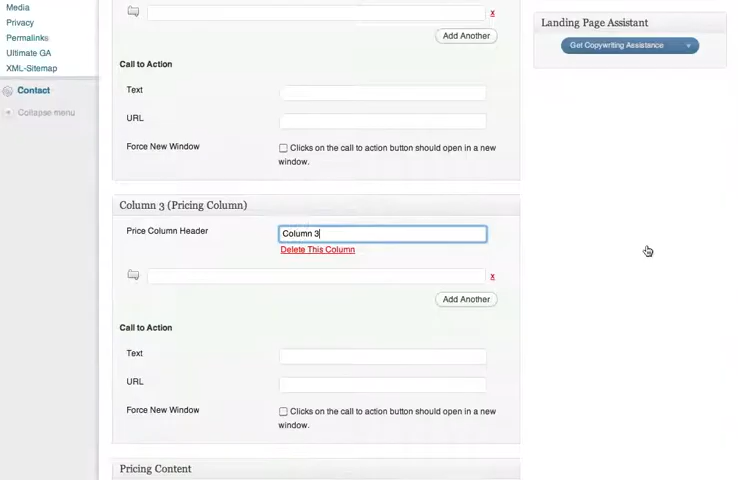 Media
Privacy
Permalinks
Ultimate GA
XML-Sitemap
Contact
Collapse menu
x
Add Another
Call to Action
Text
URL
Force New Window
Clicks on the call to action button should open in a new
window.
Column 3 (Pricing Column)
Price Column Header
Column 3
Delete This Column
x
Add Another
Call to Action
Text
URL
Force New Window
Clicks on the call to action button should open in a new
window.
Pricing Content
Landing Page Assistant
Get Copywriting Assistance